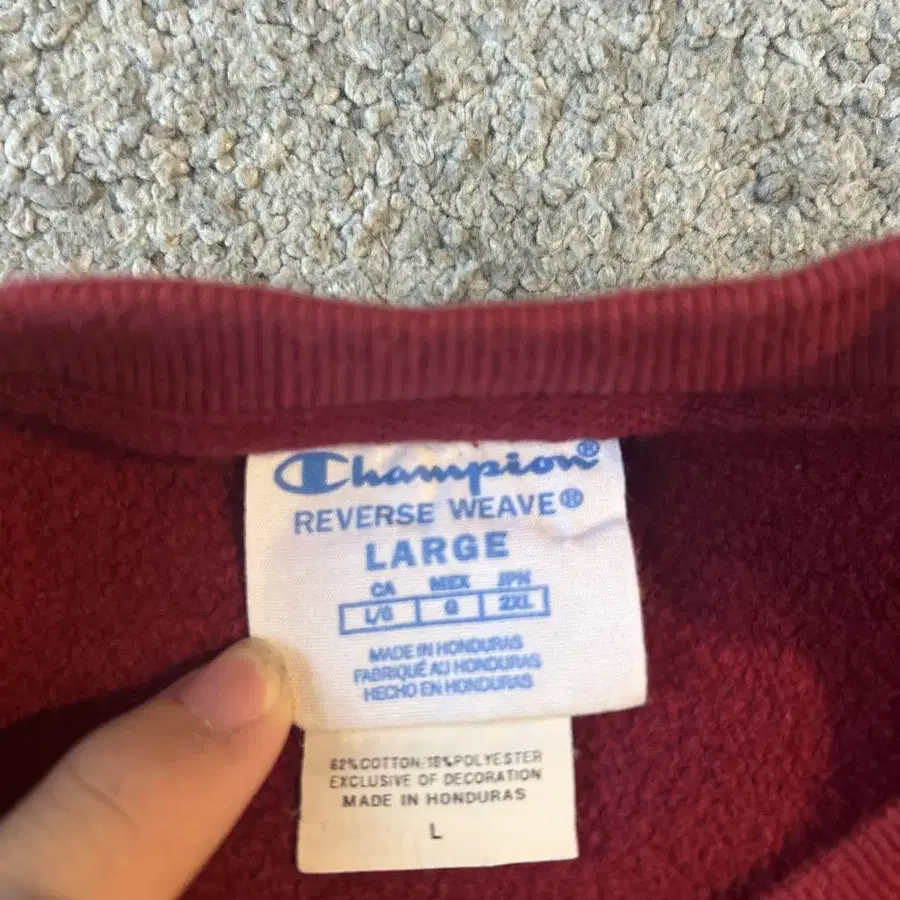 Champion®
REVERSE WEAVE®
LARGE
CA MEX JPN
L/G G 2XL
MADE IN HONDURAS
FABRIQUÉ AU HONDURAS
HECHO EN HONDURAS
82%COTTON/18%POLYESTER
EXCLUSIVE OF DECORATION
MADE IN HONDURAS
L